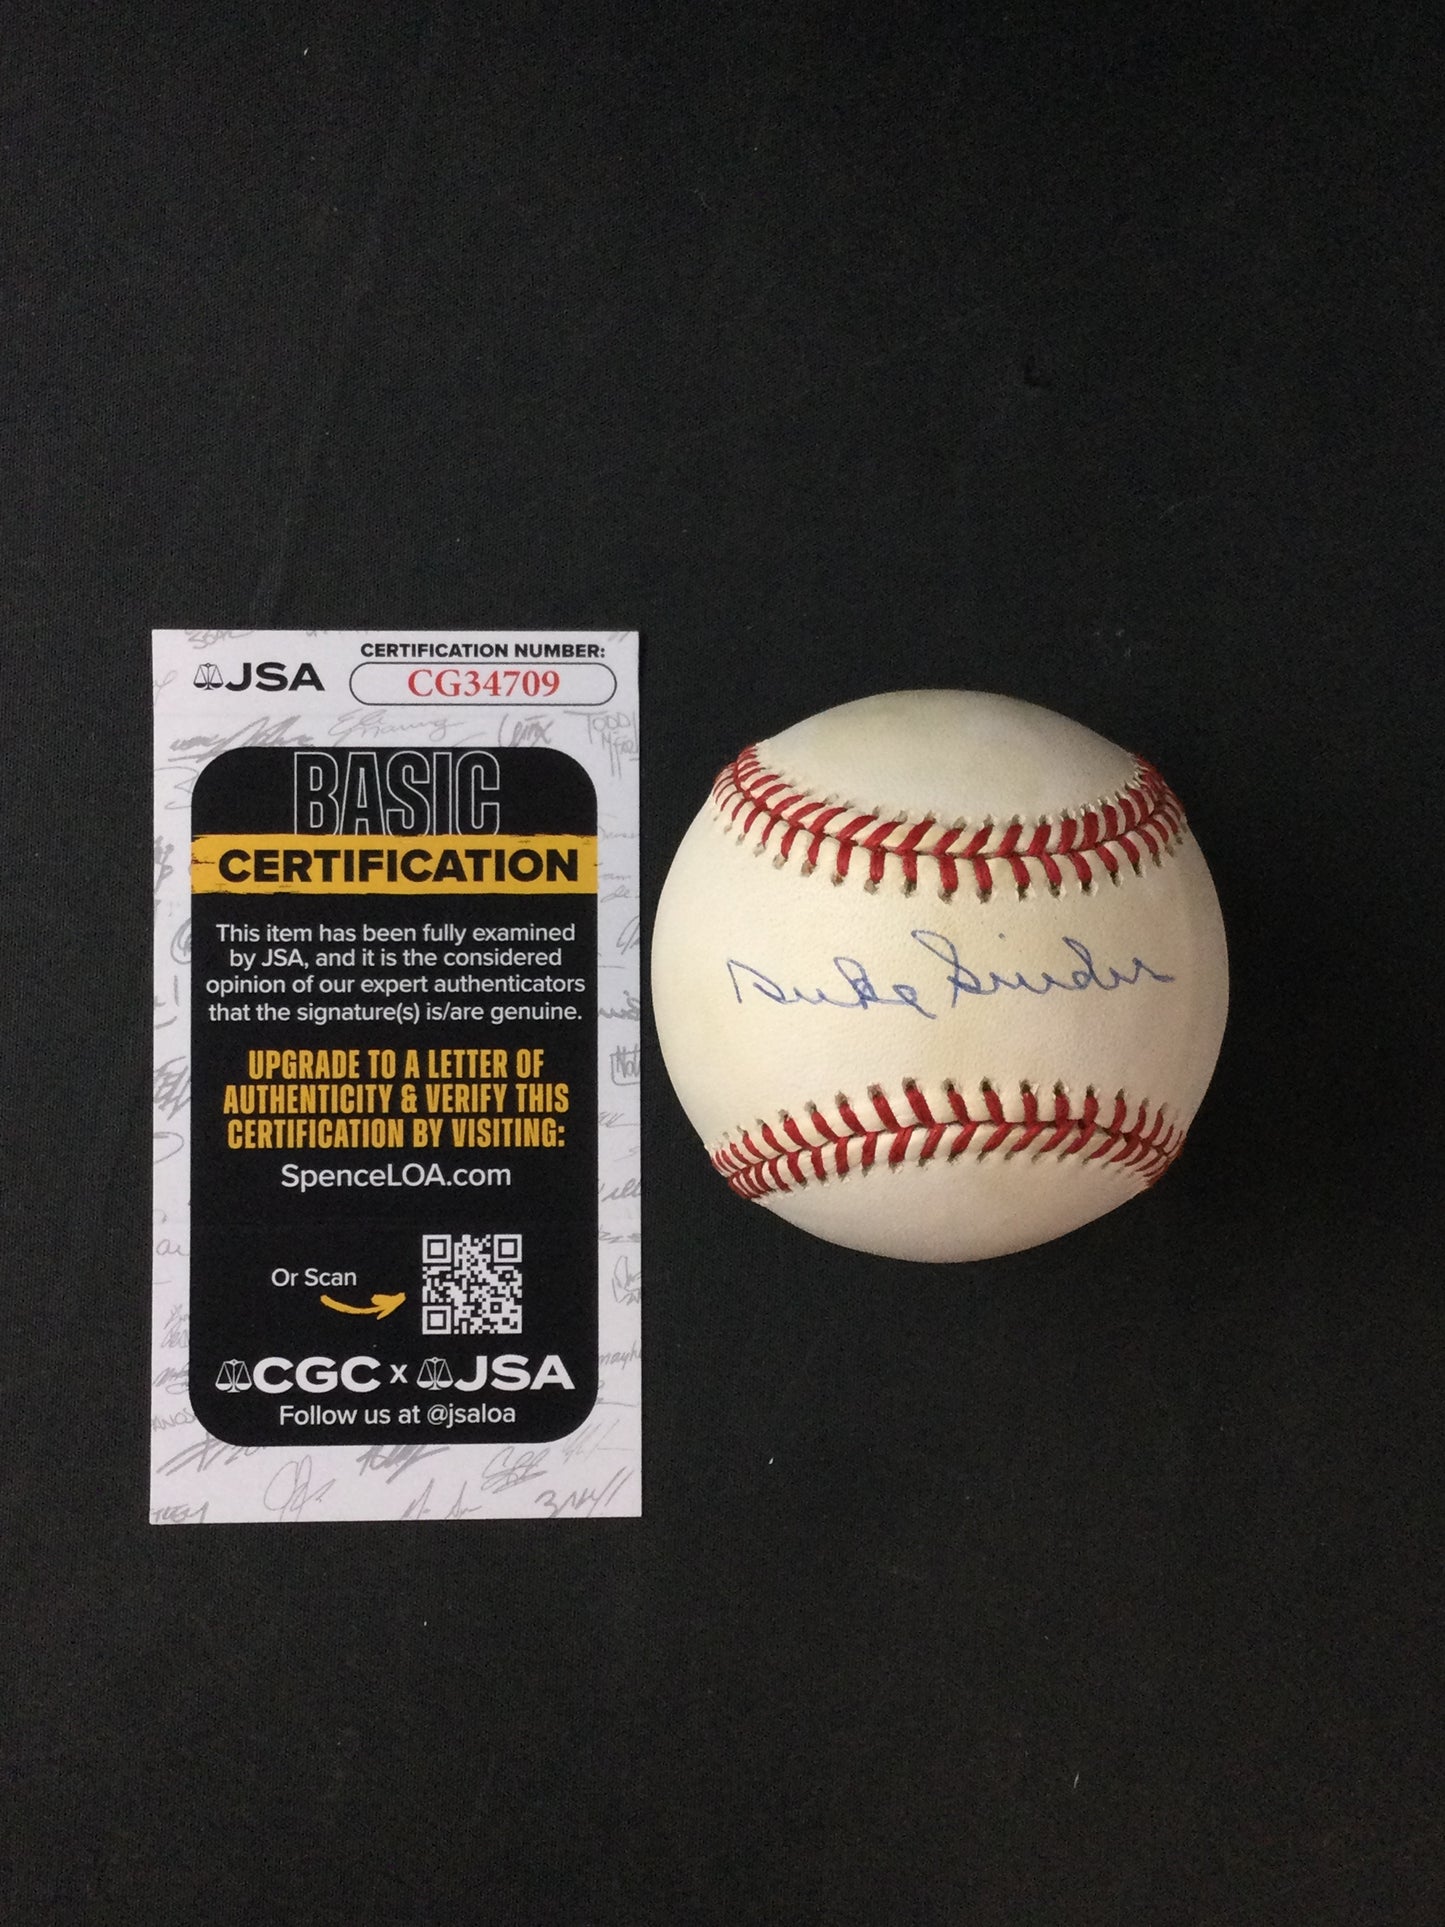 JSA
CERTIFICATION NUMBER:
CG34709
BASIC
CERTIFICATION
This item has been fully examined
by JSA, and it is the considered
opinion of our expert authenticators
that the signature(s) is/are genuine.
UPGRADE TO A LETTER OF
AUTHENTICITY & VERIFY THIS
CERTIFICATION BY VISITING:
SpenceLOA.com
Or Scan
CGC x JSA
Follow us at @jsaloa
Duke Snider